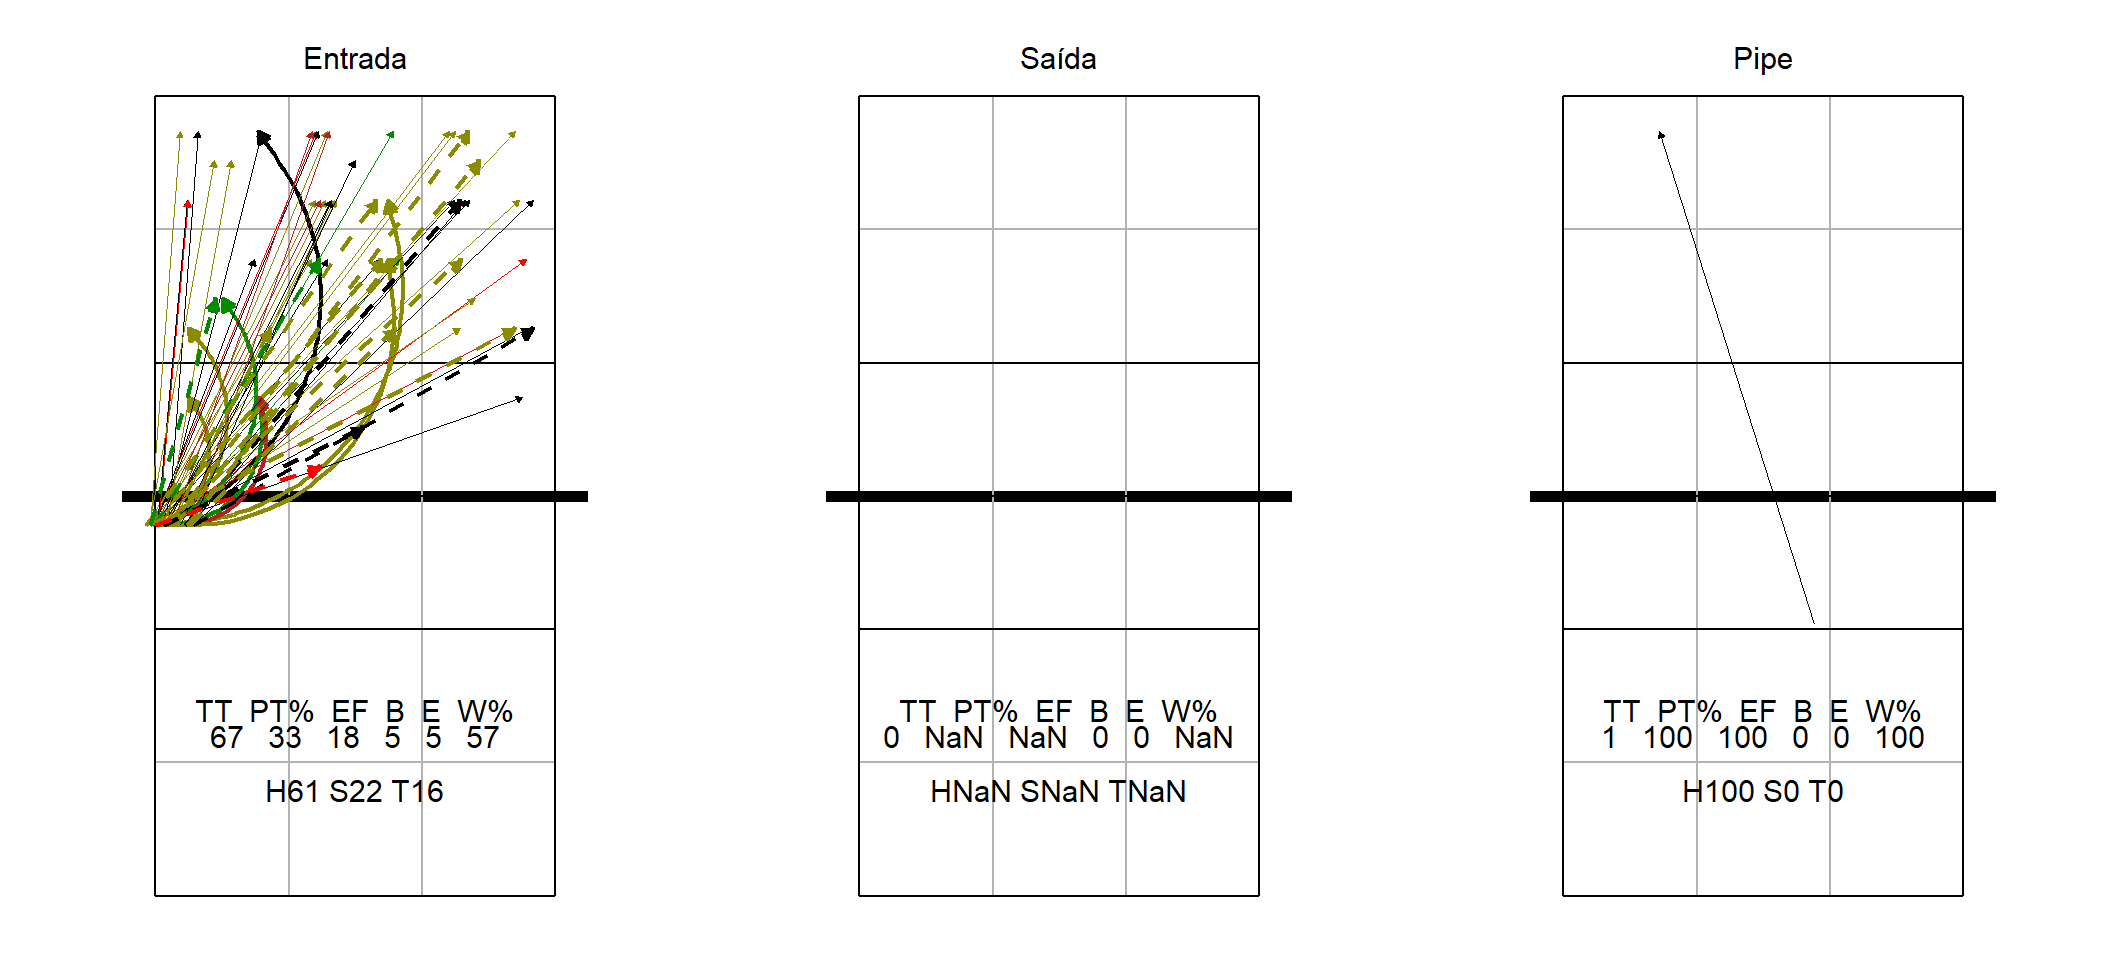 Entrada
TT PT% EF B E W%
67 33 18 5 5 57
H61 S22 T16
Saída
TT PT% EF B E W%
0 NaN NaN 0 0 NaN
HNaN SNaN TNaN
Pipe
TT PT% EF B E W%
1 100 100 0 0 100
H100 S0 T0